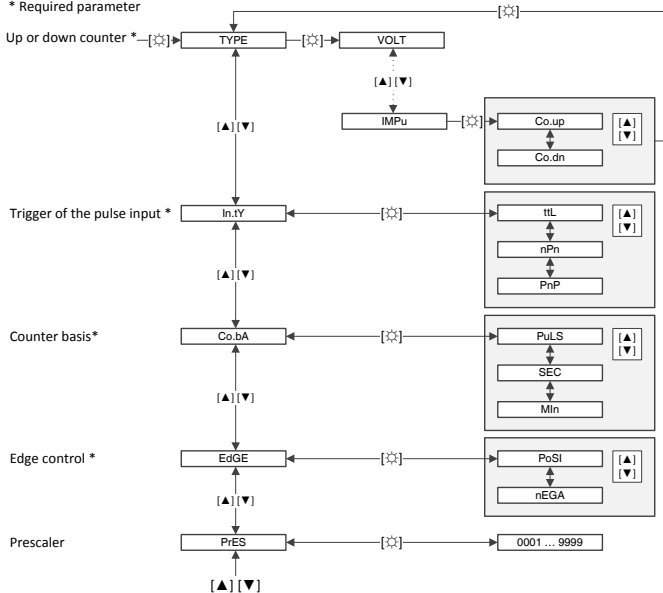 * Required parameter
[☼]
Up or down counter * [☼] TYPE [☼] VOLT
[▲] [▼]
[▲] [▼] IMPu [☼] Co.up [▲]
[▼]
Co.dn
Trigger of the pulse input * In.tY [☼] ttL [▲]
[▼]
nPn
[▲] [▼] PnP
Counter basis* Co.bA [☼] PuLS [▲]
[▼]
SEC
[▲] [▼] MIn
Edge control * EdGE [☼] PoSI [▲]
[▼]
[▲] [▼] nEGA
Prescaler PrES [☼] 0001 ... 9999
[▲] [▼]